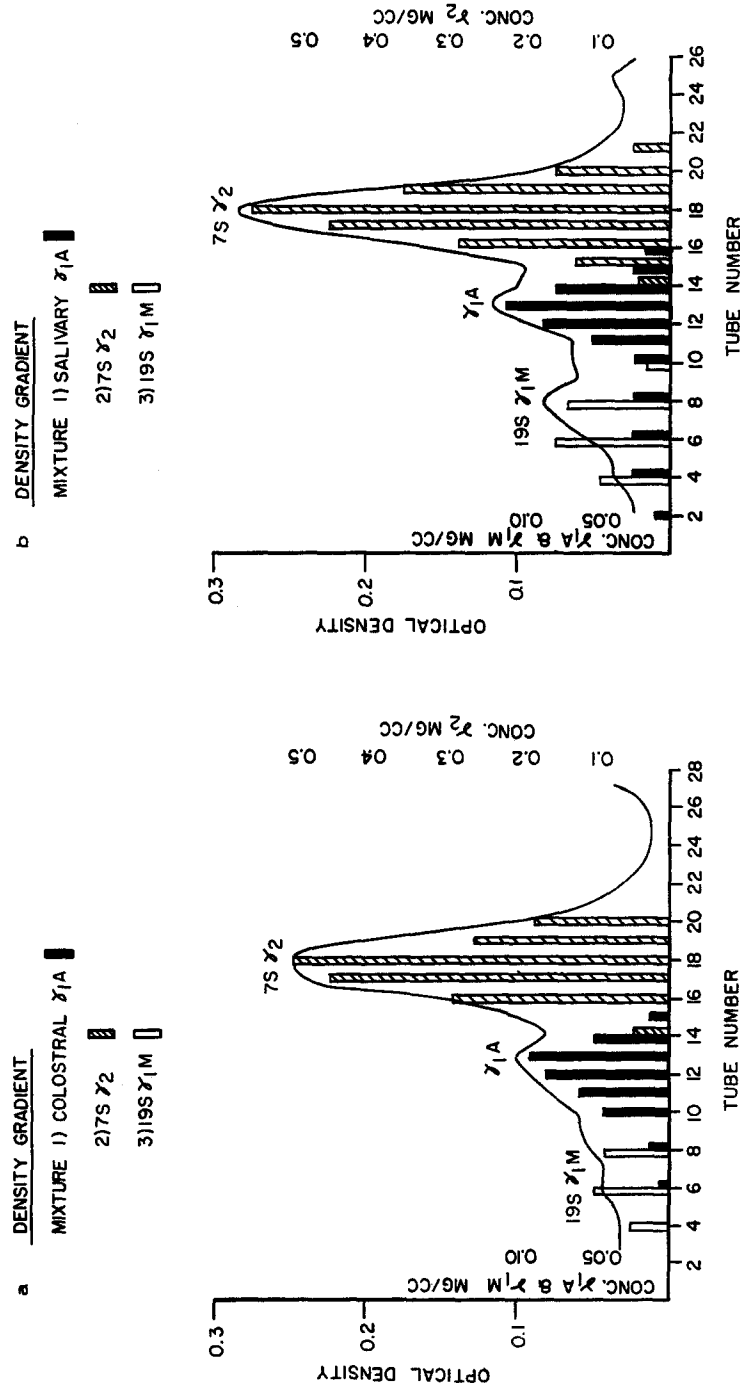 a
DENSITY GRADIENT
MIXTURE 1) COLOSTRAL γ₁A
2) 7S γ₂
3) 19S γ₁M
OPTICAL DENSITY
0.3
0.2
0.1
CONC. γ₁A & γ₁M MG/CC
0.10
0.05
19S γ₁M
γ₁A
7S γ₂
CONC. γ₂ MG/CC
0.5
0.4
0.3
0.2
0.1
2 4 6 8 10 12 14 16 18 20 22 24 26 28
TUBE NUMBER
b
DENSITY GRADIENT
MIXTURE 1) SALIVARY γ₁A
2) 7S γ₂
3) 19S γ₁M
OPTICAL DENSITY
0.3
0.2
0.1
CONC. γ₁A & γ₁M MG/CC
0.10
0.05
19S γ₁M
γ₁A
7S γ₂
CONC. γ₂ MG/CC
0.5
0.4
0.3
0.2
0.1
2 4 6 8 10 12 14 16 18 20 22 24 26
TUBE NUMBER